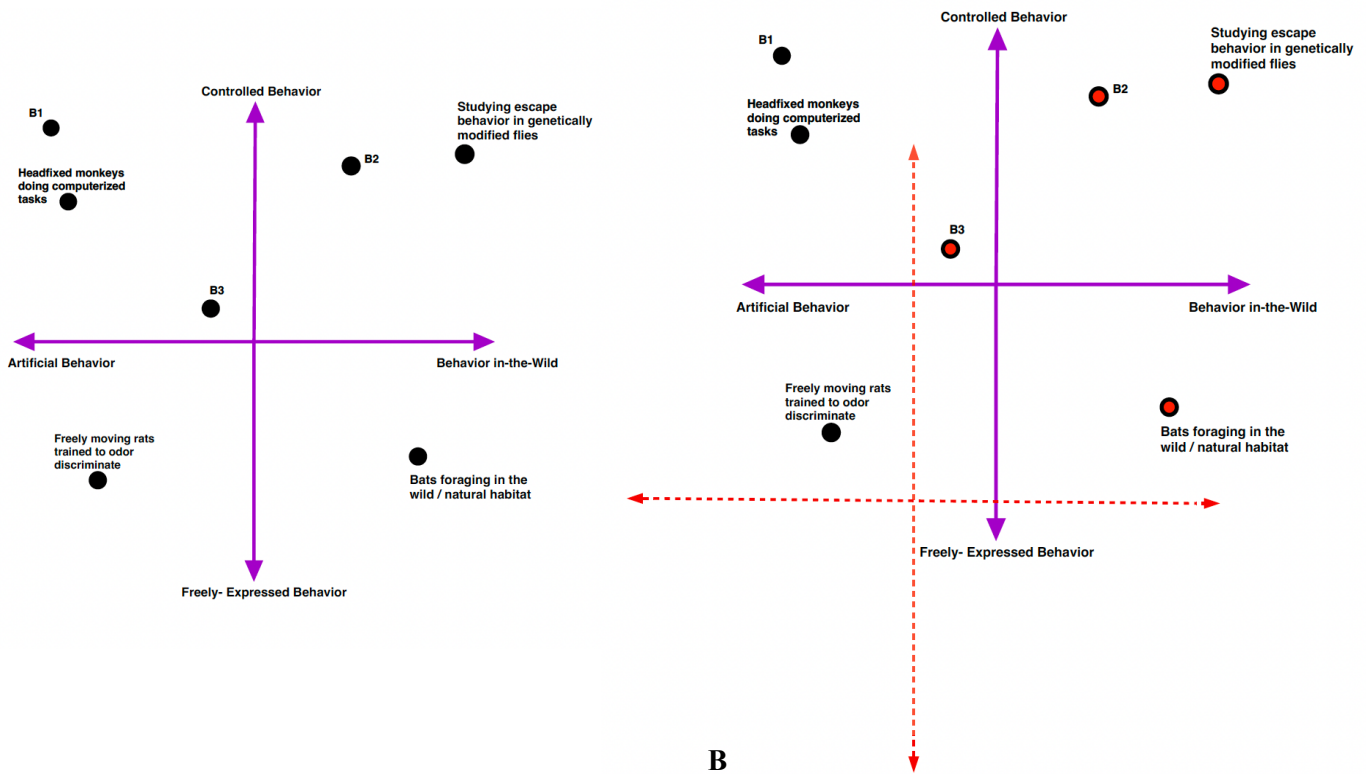 Controlled Behavior
B1
Studying escape
behavior in genetically
modified flies
B2
Headfixed monkeys
doing computerized
tasks
B3
Artificial Behavior
Behavior in-the-Wild
Freely moving rats
trained to odor
discriminate
Bats foraging in the
wild / natural habitat
Freely- Expressed Behavior
Controlled Behavior
B1
Studying escape
behavior in genetically
modified flies
B2
Headfixed monkeys
doing computerized
tasks
B3
Artificial Behavior
Behavior in-the-Wild
Freely moving rats
trained to odor
discriminate
Bats foraging in the
wild / natural habitat
Freely- Expressed Behavior
B